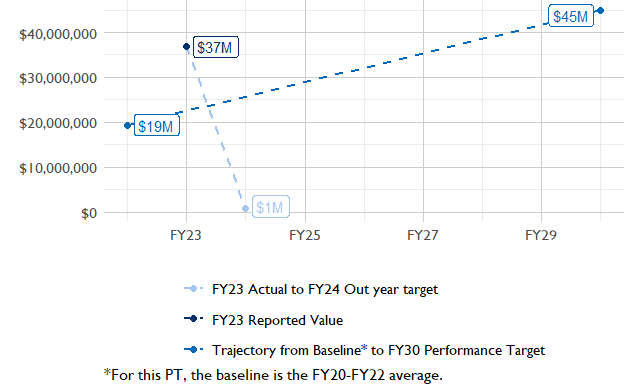 $45M
$40,000,000
$37M
$30,000,000
$20,000,000
$19M
$10,000,000
$0
$1M
FY23 FY25 FY27 FY29
FY23 Actual to FY24 Out year target
FY23 Reported Value
Trajectory from Baseline* to FY30 Performance Target
*For this PT, the baseline is the FY20-FY22 average.